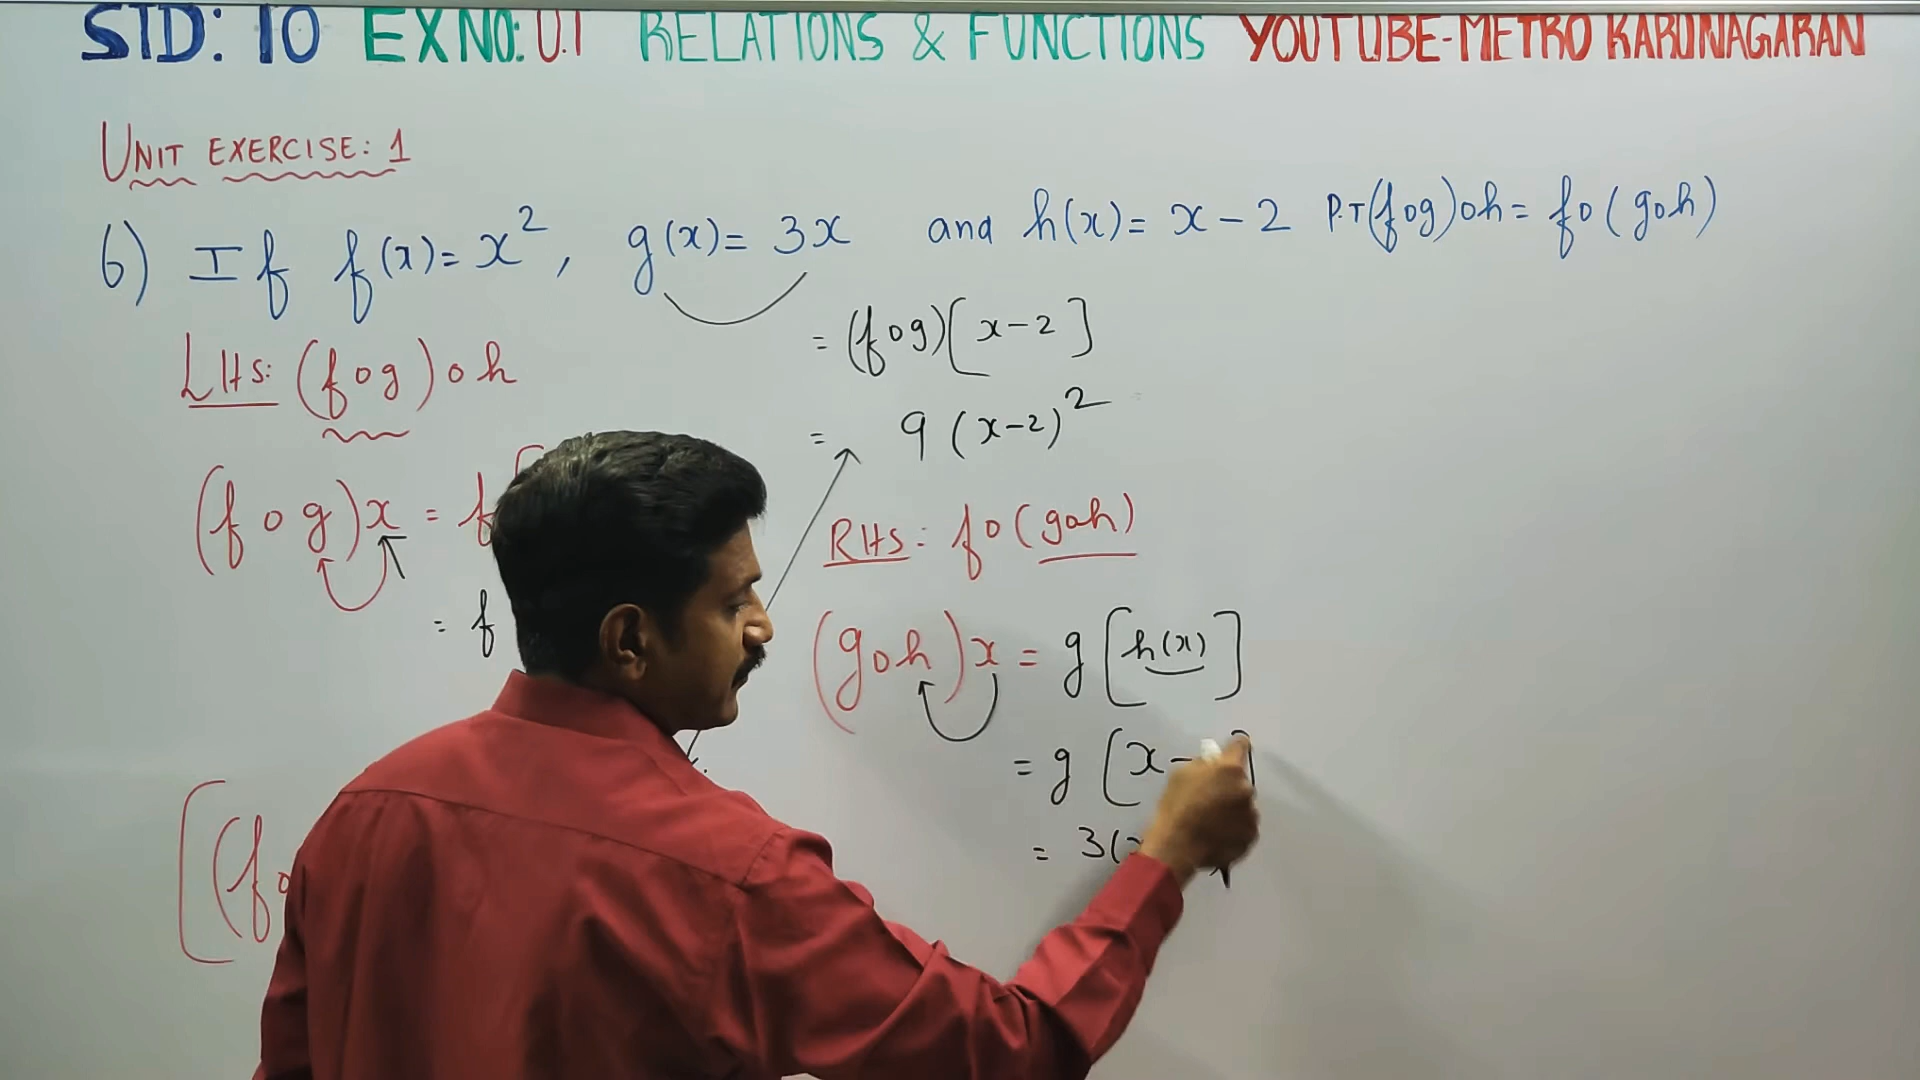 STD: 10 EX NO: U.1 RELATIONS & FUNCTIONS YOUTUBE-METRO KARUNAGARAN
UNIT EXERCISE: 1
6) If f(x)= x², g(x)= 3x and h(x)= x-2 P.T (fog)oh = fo(goh)
LHS: (fog)oh
(fog)x = f[
= f
[(fo
= (fog)[x-2]
= 9(x-2)²
RHS: fo(goh)
(goh)x = g[h(x)]
= g[x- ]
= 3(x